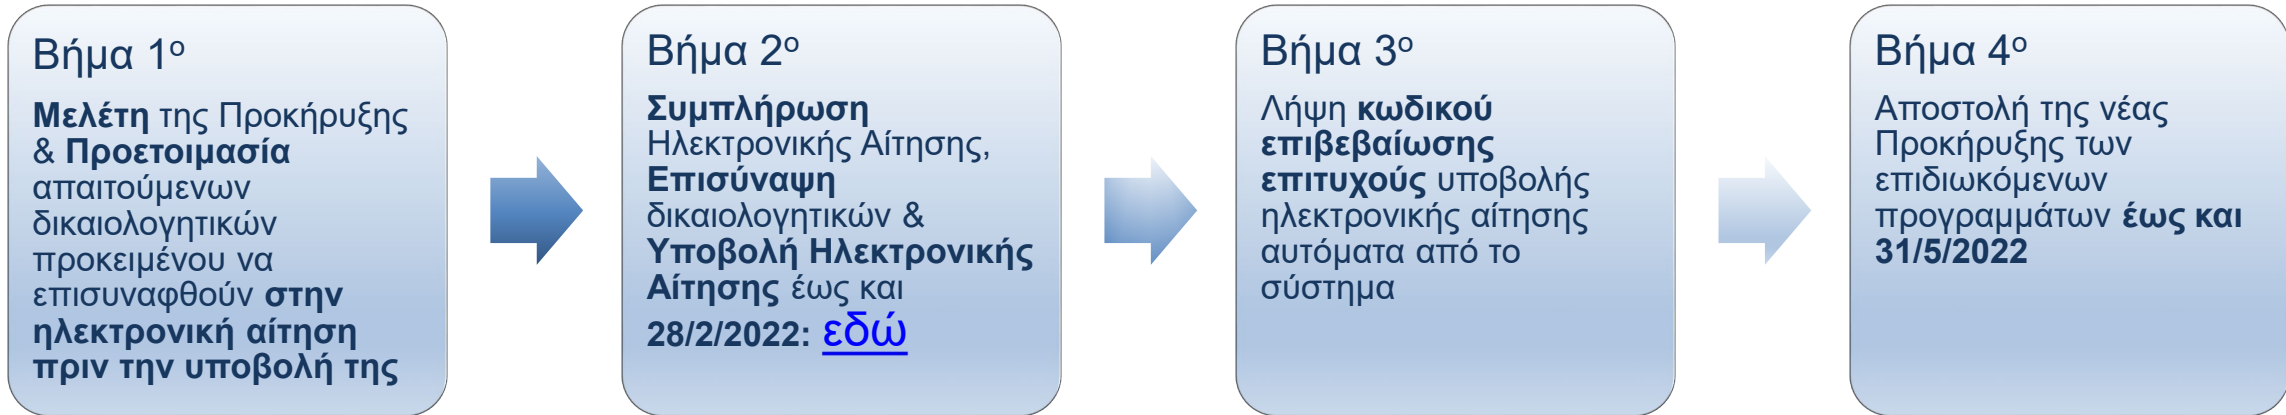 Βήμα 1ο
Μελέτη της Προκήρυξης
& Προετοιμασία
απαιτούμενων
δικαιολογητικών
προκειμένου να
επισυναφθούν στην
ηλεκτρονική αίτηση
πριν την υποβολή της
Βήμα 2ο
Συμπλήρωση
Ηλεκτρονικής Αίτησης,
Επισύναψη
δικαιολογητικών &
Υποβολή Ηλεκτρονικής
Αίτησης έως και
28/2/2022: εδώ
Βήμα 3ο
Λήψη κωδικού
επιβεβαίωσης
επιτυχούς υποβολής
ηλεκτρονικής αίτησης
αυτόματα από το
σύστημα
Βήμα 4ο
Αποστολή της νέας
Προκήρυξης των
επιδιωκόμενων
προγραμμάτων έως και
31/5/2022